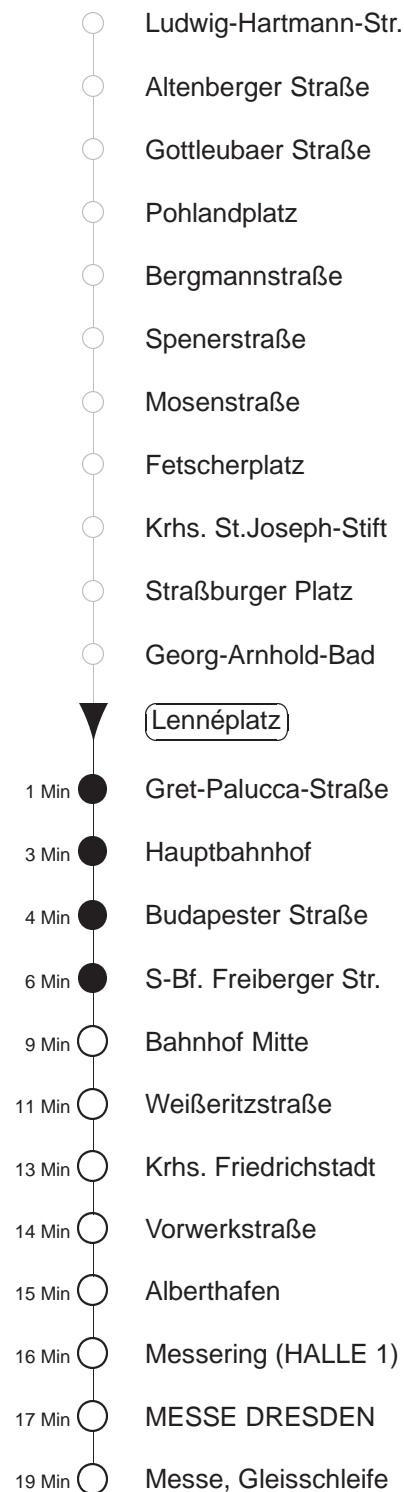 Ludwig-Hartmann-Str.
Altenberger Straße
Gottleubaer Straße
Pohlandplatz
Bergmannstraße
Spenerstraße
Mosenstraße
Fetscherplatz
Krhs. St.Joseph-Stift
Straßburger Platz
Georg-Arnhold-Bad
Lennéplatz
1 Min Gret-Palucca-Straße
3 Min Hauptbahnhof
4 Min Budapester Straße
6 Min S-Bf. Freiberger Str.
9 Min Bahnhof Mitte
11 Min Weißeritzstraße
13 Min Krhs. Friedrichstadt
14 Min Vorwerkstraße
15 Min Alberthafen
16 Min Messering (HALLE 1)
17 Min MESSE DRESDEN
19 Min Messe, Gleisschleife